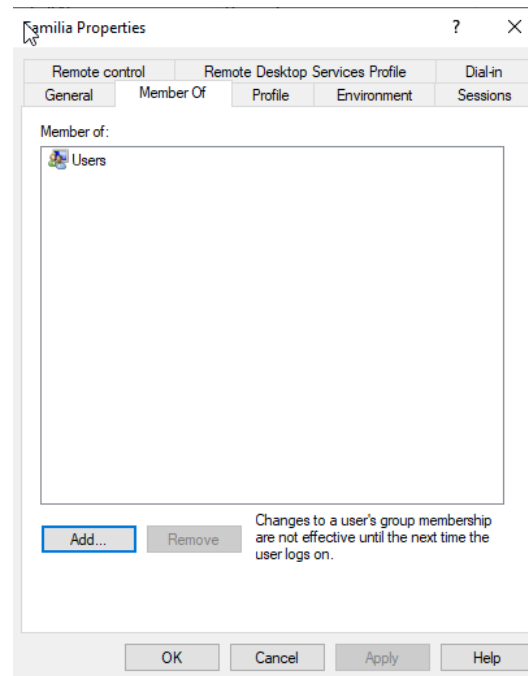 Familia Properties
?
Remote control
Remote Desktop Services Profile
Dial-in
General
Member Of
Profile
Environment
Sessions
Member of:
Users
Add...
Remove
Changes to a user's group membership
are not effective until the next time the
user logs on.
OK
Cancel
Apply
Help